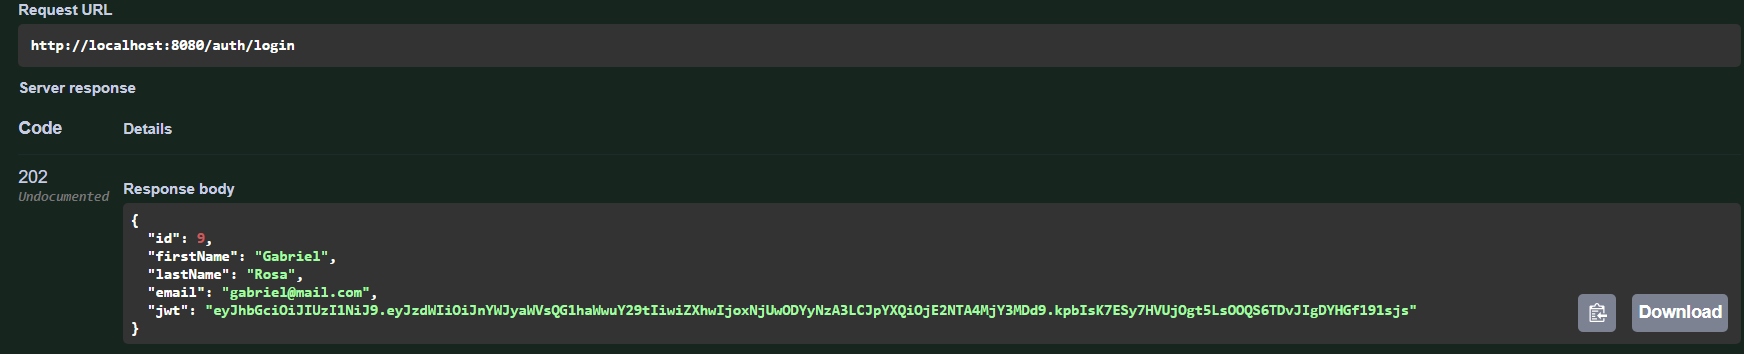 Request URL
http://localhost:8080/auth/login
Server response
Code Details
202
Undocumented
Response body
{
"id": 9,
"firstName": "Gabriel",
"lastName": "Rosa",
"email": "gabriel@mail.com",
"jwt": "eyJhbGciOiJIUzI1NiJ9.eyJzdWIiOiJnYWJyaWVsQG1haWwuY29tIiwiZXhwIjoxNjUwODYyNzA3LCJpYXQiOjE2NTA4MjY3MDd9.kpbIsK7ESy7HVUjOgt5LsOOQS6TDvJIgDYHGf191sjs"
}
Download